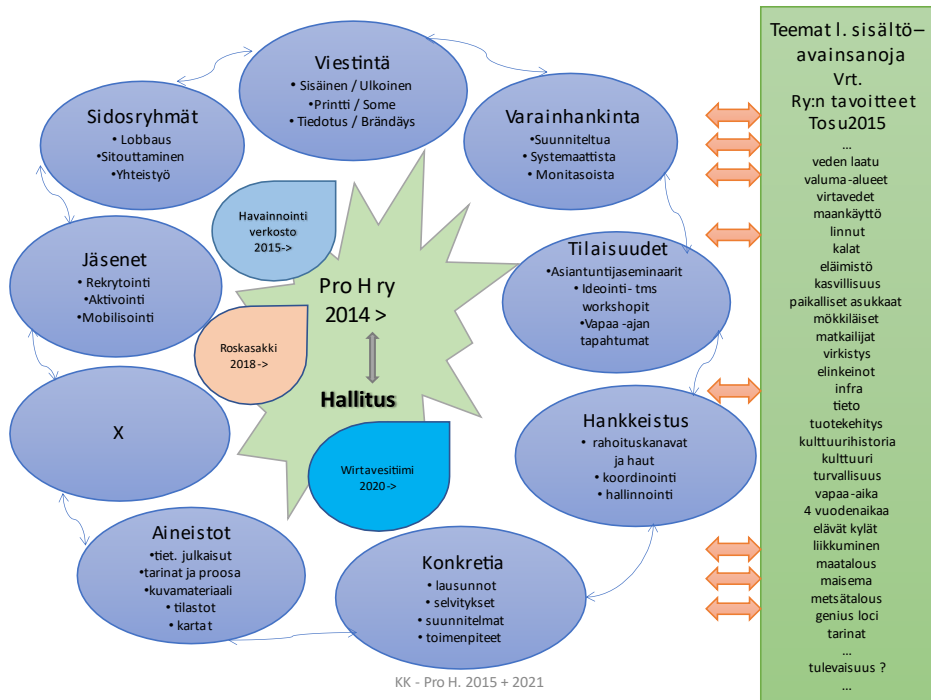 Viestintä
• Sisäinen / Ulkoinen
•Printti / Some
• Tiedotus / Brändäys
Sidosryhmät
• Lobbaus
•Sitouttaminen
•Yhteistyö
Varainhankinta
•Suunniteltua
•Systemaattista
• Monitasoista
Havainnointi
verkosto
2015->
Jäsenet
• Rekrytointi
• Aktivointi
• Mobilisointi
Pro H ry
2014 >
Hallitus
Roskasakki
2018->
Tilaisuudet
•Asiantuntijaseminaarit
• Ideointi- tms
workshopit
•Vapaa -ajan
tapahtumat
X
Wirtavesitiimi
2020->
Hankkeistus
• rahoituskanavat
ja haut
• koordinointi
• hallinnointi
Aineistot
•tiet. julkaisut
•tarinat ja proosa
•kuvamateriaali
• tilastot
• kartat
Konkretia
• lausunnot
• selvitykset
• suunnitelmat
• toimenpiteet
Teemat l. sisältö–
avainsanoja
Vrt.
Ry:n tavoitteet
Tosu2015
...
veden laatu
valuma-alueet
virtavedet
maankäyttö
linnut
kalat
eläimistö
kasvillisuus
paikalliset asukkaat
mökkiläiset
matkailijat
virkistys
elinkeinot
infra
tieto
tuotekehitys
kulttuurihistoria
kulttuuri
turvallisuus
vapaa-aika
4 vuodenaikaa
elävät kylät
liikkuminen
maatalous
maisema
metsätalous
genius loci
tarinat
...
tulevaisuus ?
...
KK - Pro H. 2015 + 2021